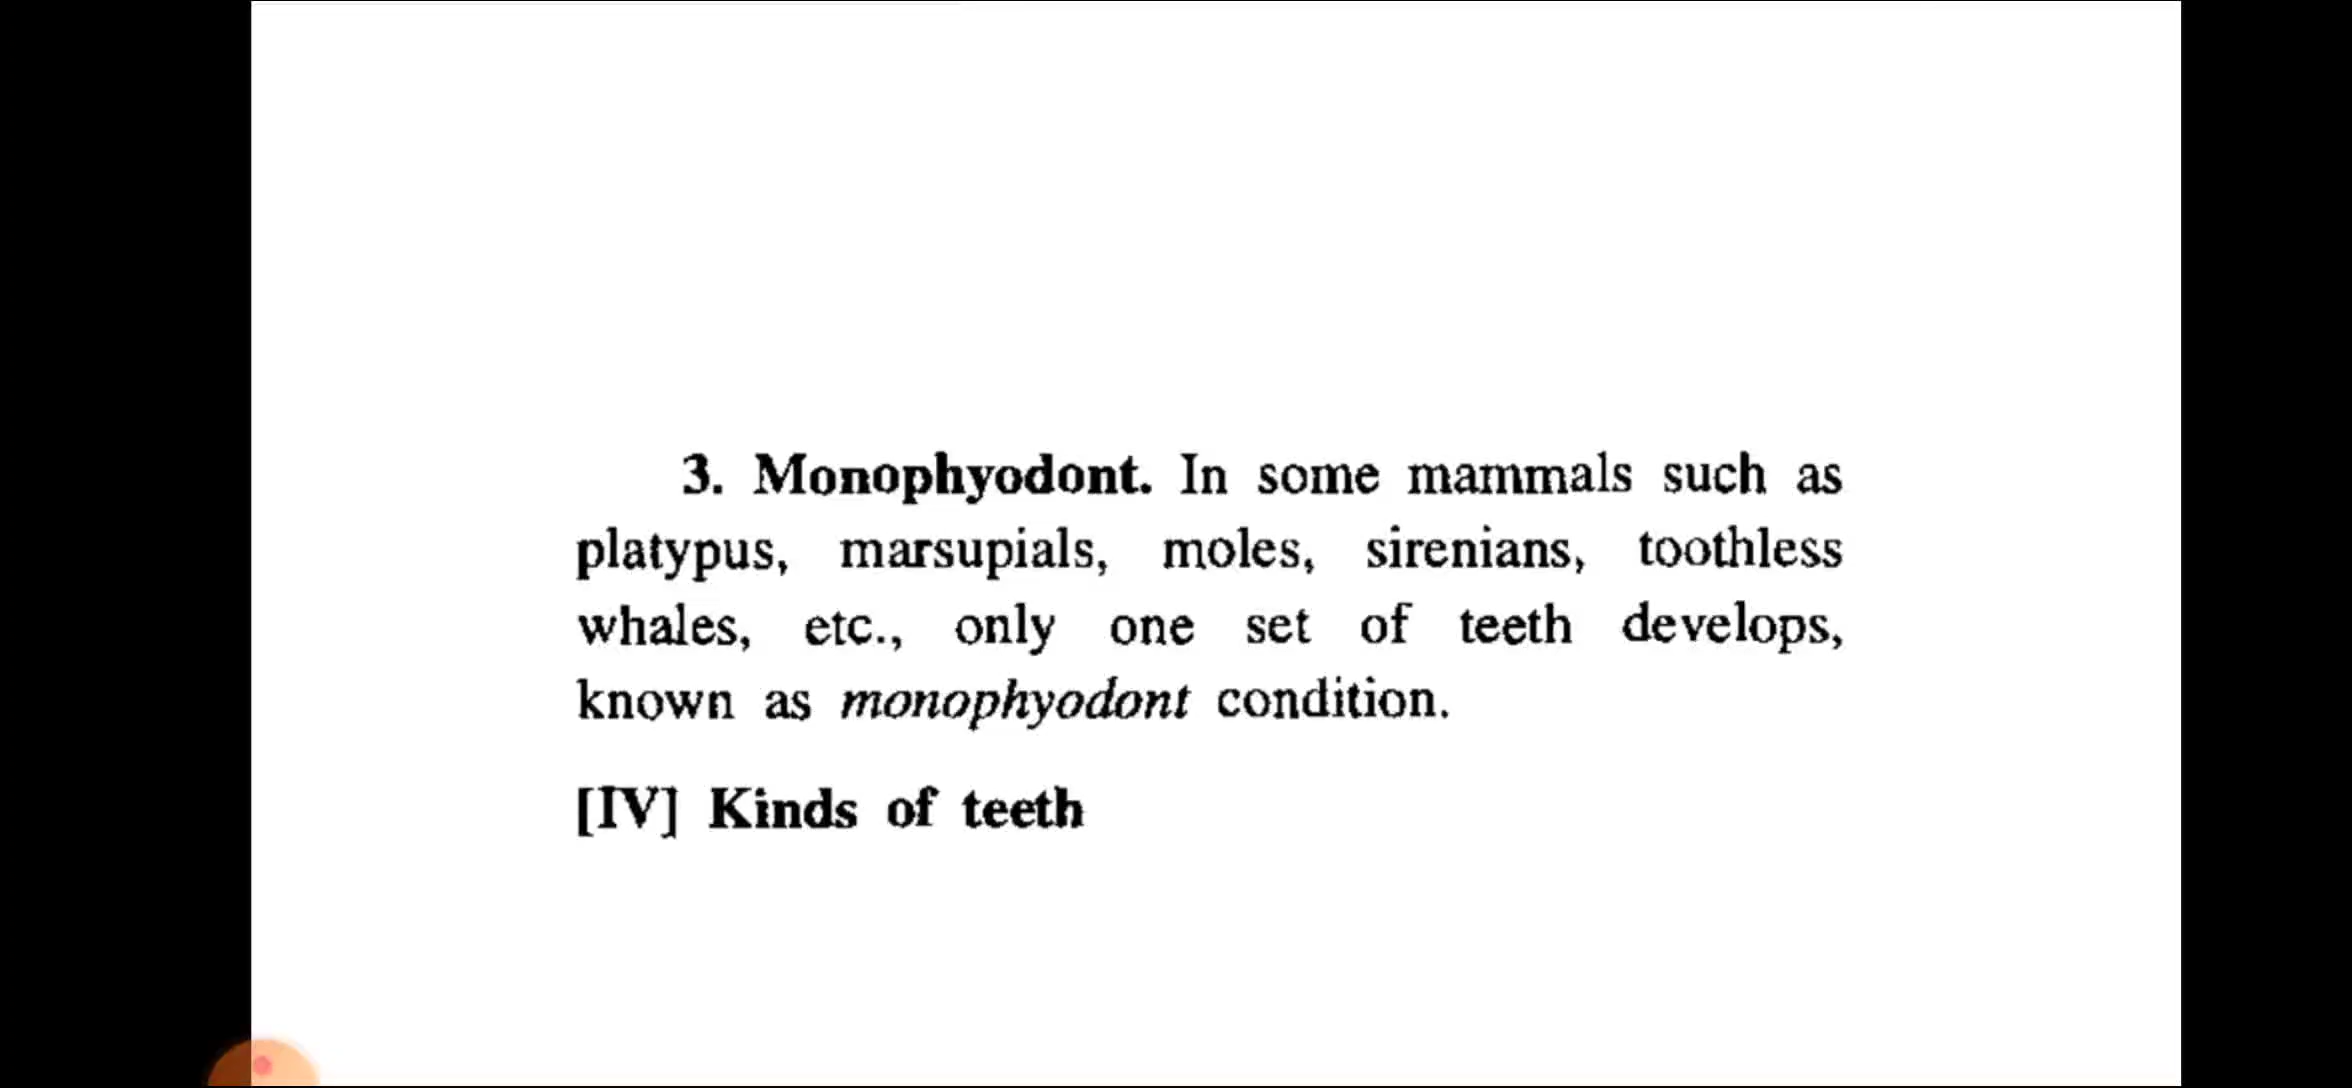 3. Monophyodont. In some mammals such as
platypus, marsupials, moles, sirenians, toothless
whales, etc., only one set of teeth develops,
known as monophyodont condition.
[IV] Kinds of teeth